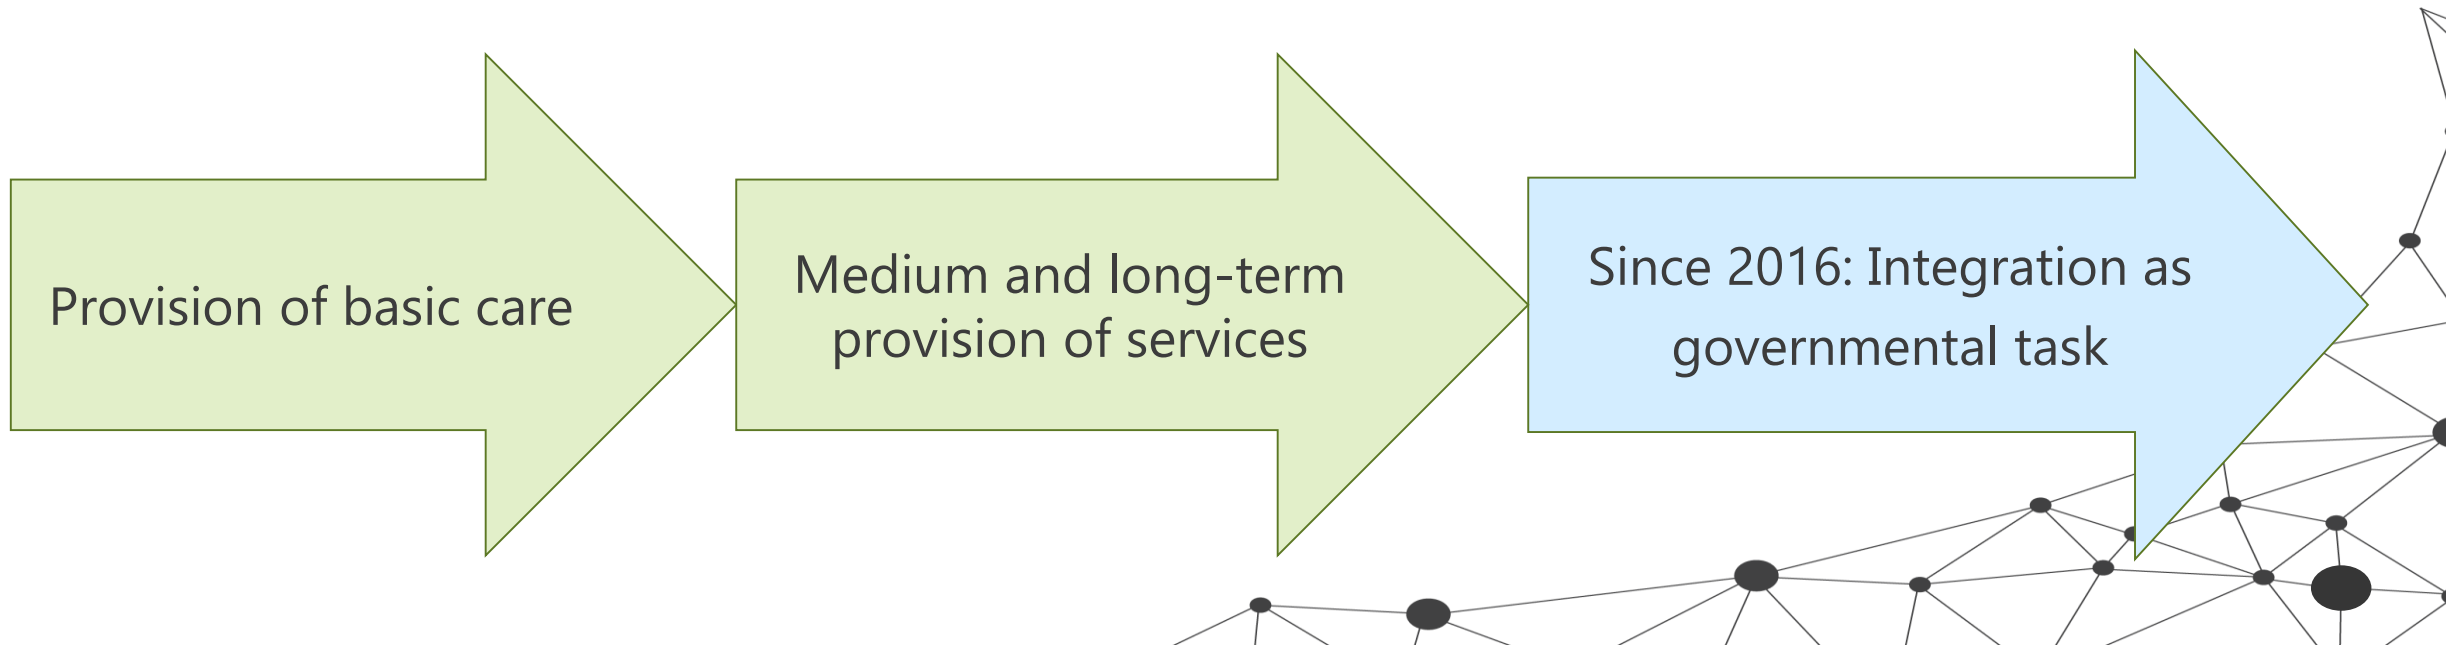 Provision of basic care
Medium and long-term
provision of services
Since 2016: Integration as
governmental task